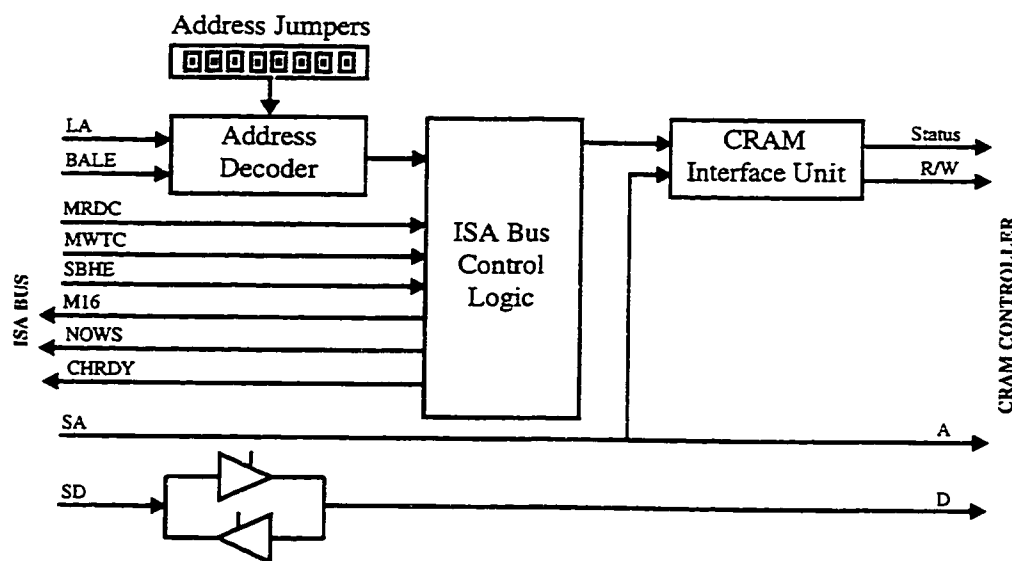 Address Jumpers
LA
BALE
Address
Decoder
CRAM
Interface Unit
Status
R/W
MRDC
MWTC
SBHE
M16
NOWS
CHRDY
ISA Bus
Control
Logic
ISA BUS
CRAM CONTROLLER
SA
A
SD
D